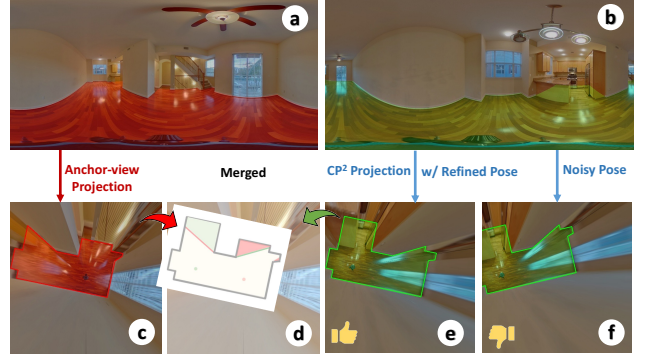 a
b
Anchor-view
Projection
Merged
CP² Projection
w/ Refined Pose
Noisy Pose
c
d
e
f